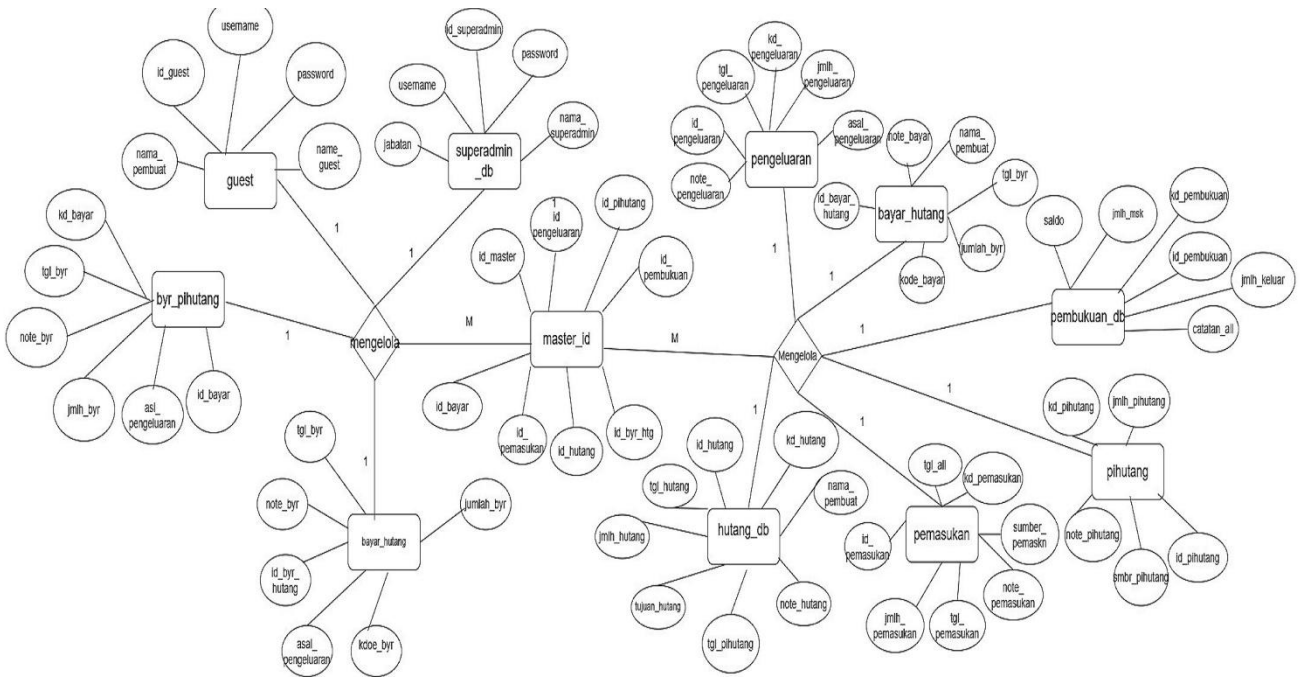 username
id_guest
password
nama_
pembuat
name_
guest
guest
id_superadmin
username
password
jabatan
nama_
superadmin
superadmin
_db
kd_
pengeluaran
tgl_
pengeluaran
jmlh_
pengeluaran
id_
pengeluaran
asal_
pengeluaran
note_
pengeluaran
pengeluaran
note_bayar
nama_
pembuat
tgl_byr
id_bayar_
hutang
jumlah_byr
kode_bayar
bayar_hutang
saldo
jmlh_msk
kd_pembukuan
id_pembukuan
jmlh_keluar
catatan_all
pembukuan_db
kd_bayar
tgl_byr
note_byr
jmlh_byr
asl_
pengeluaran
id_bayar
byr_pihutang
1
1
1
1
mengelola
M
id_master
1
id_
pengeluaran
id_pihutang
id_
pembukuan
master_id
id_bayar
id_
pemasukan
id_hutang
id_byr_htg
M
Mengelola
1
1
1
1
1
1
tgl_byr
note_byr
jumlah_byr
id_byr_
hutang
asal_
pengeluaran
kdoe_byr
bayar_hutang
id_hutang
kd_hutang
tgl_hutang
nama_
pembuat
jmlh_hutang
tujuan_hutang
tgl_pihutang
note_hutang
hutang_db
tgl_all
kd_pemasukan
id_
pemasukan
sumber_
pemaskn
note_
pemasukan
jmlh_
pemasukan
tgl_
pemasukan
pemasukan
kd_pihutang
jmlh_pihutang
note_pihutang
smbr_pihutang
id_pihutang
pihutang